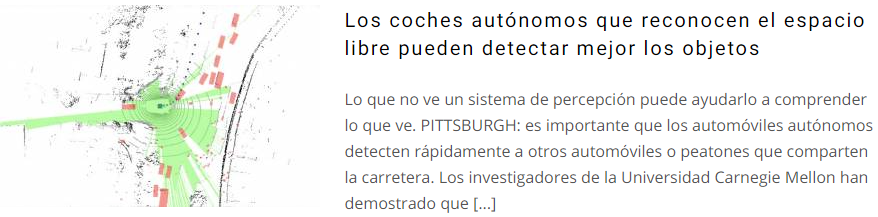 Los coches autónomos que reconocen el espacio
libre pueden detectar mejor los objetos
Lo que no ve un sistema de percepción puede ayudarlo a comprender
lo que ve. PITTSBURGH: es importante que los automóviles autónomos
detecten rápidamente a otros automóviles o peatones que comparten
la carretera. Los investigadores de la Universidad Carnegie Mellon han
demostrado que [...]